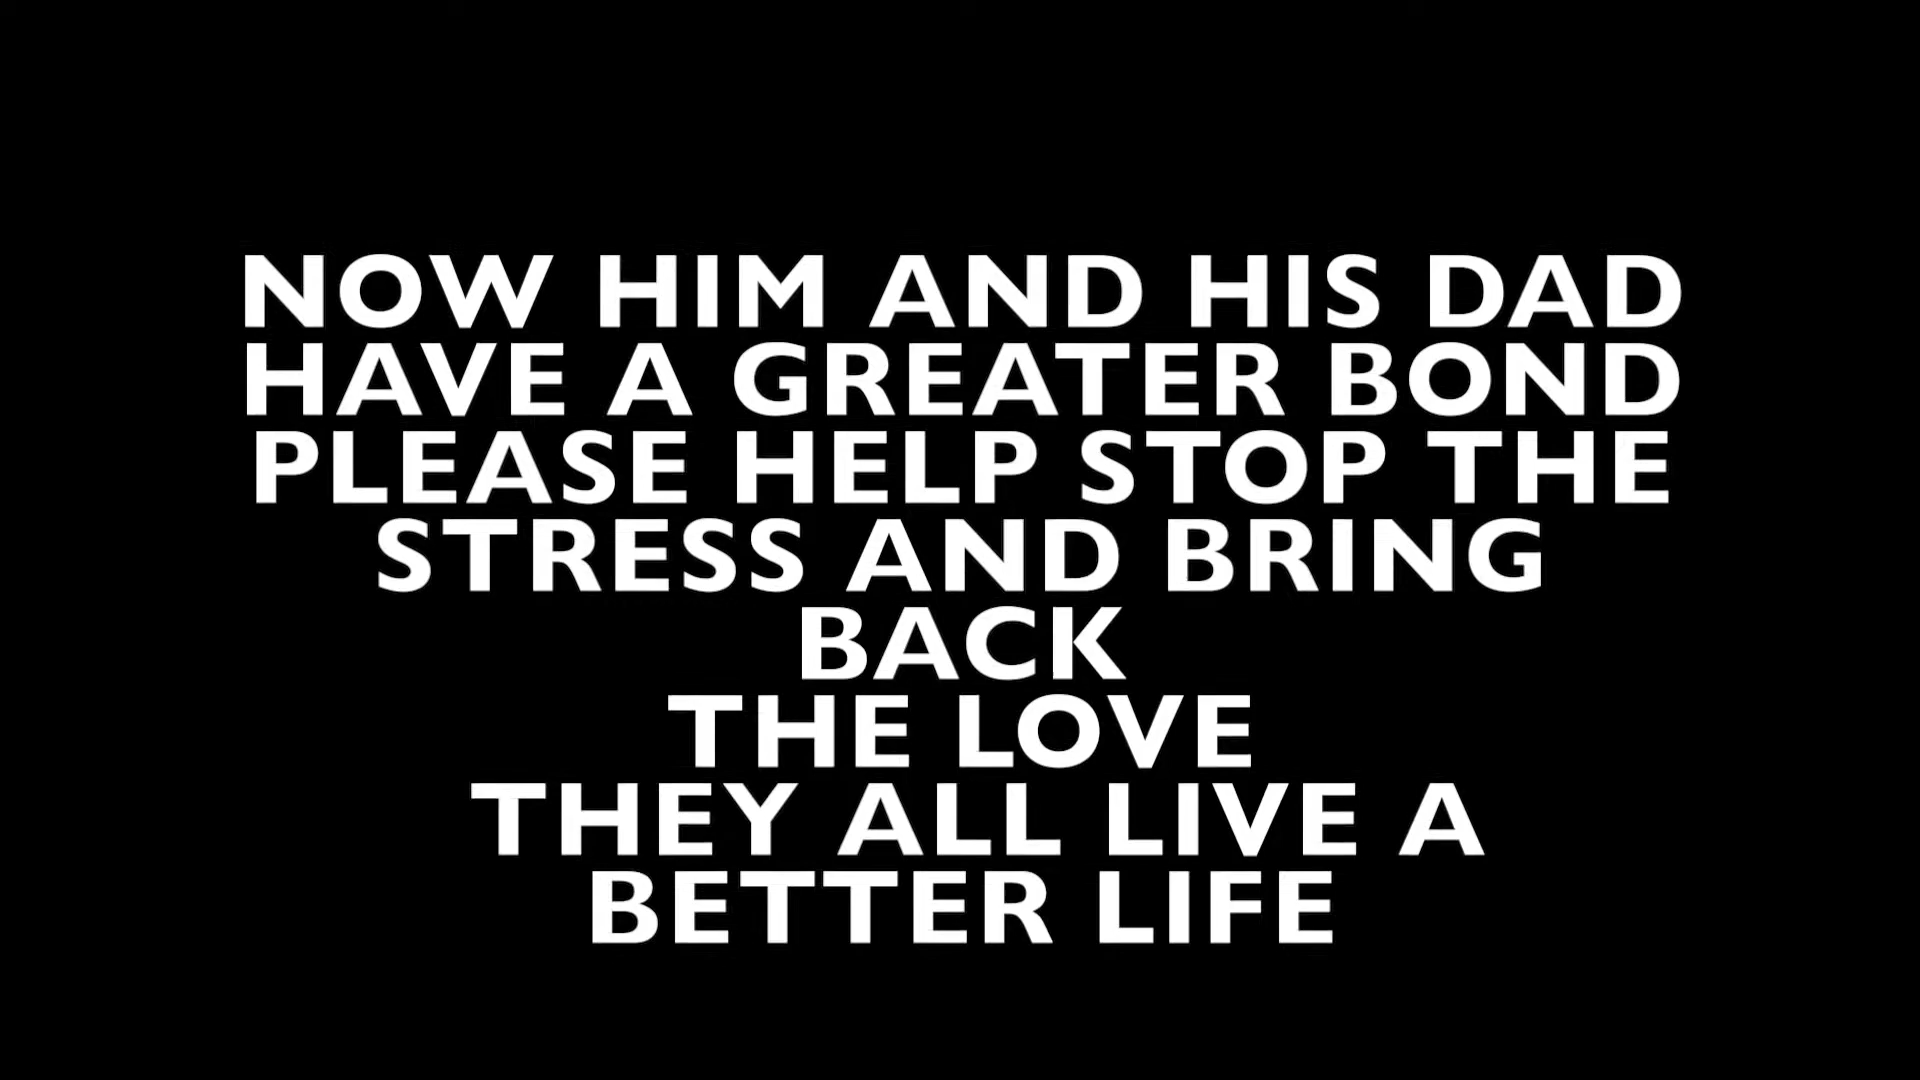 NOW HIM AND HIS DAD
HAVE A GREATER BOND
PLEASE HELP STOP THE
STRESS AND BRING
BACK
THE LOVE
THEY ALL LIVE A
BETTER LIFE